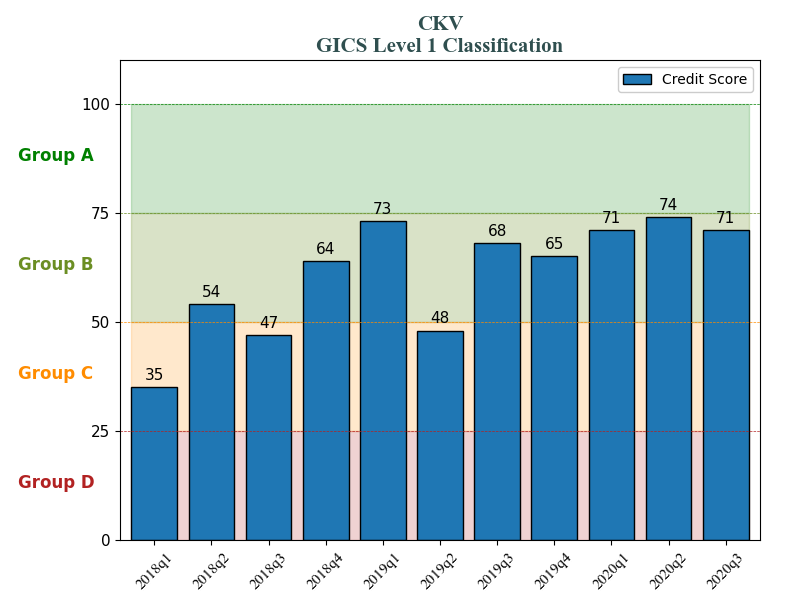 CKV
GICS Level 1 Classification
Credit Score
100
Group A
75
Group B
50
Group C
25
Group D
0
35
54
47
64
73
48
68
65
71
74
71
2018q1
2018q2
2018q3
2018q4
2019q1
2019q2
2019q3
2019q4
2020q1
2020q2
2020q3